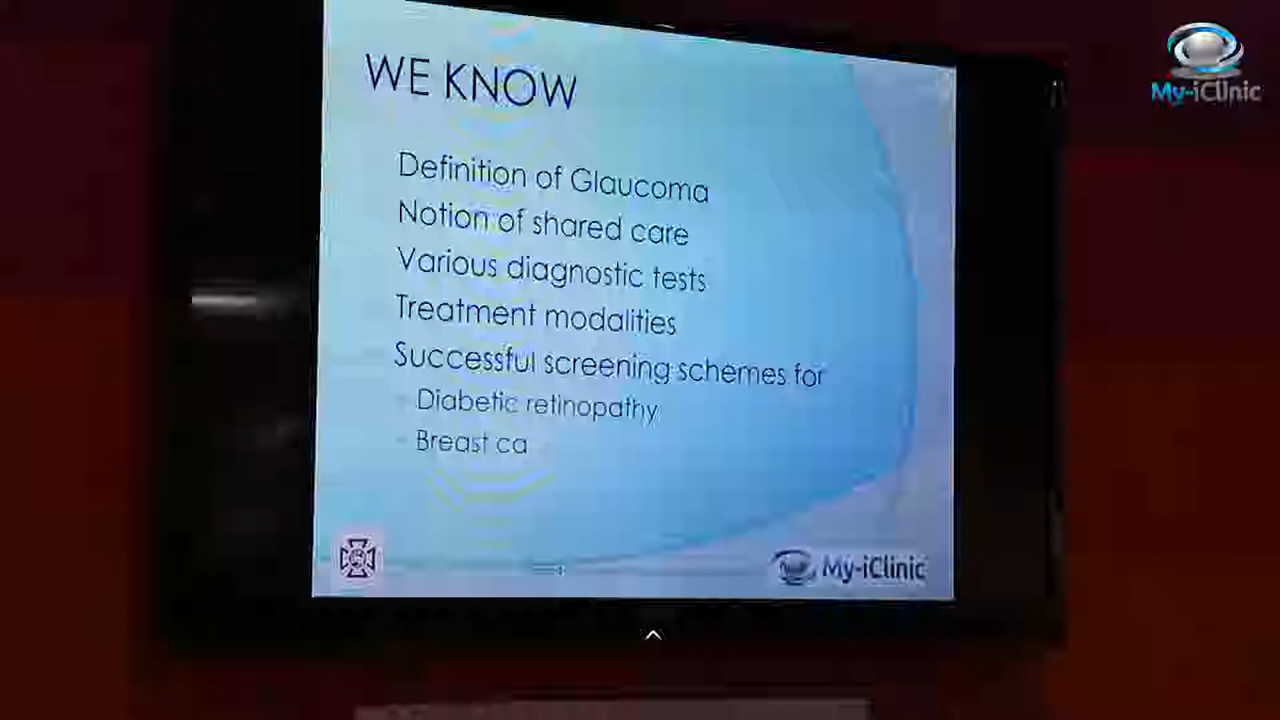 WE KNOW
Definition of Glaucoma
Notion of shared care
Various diagnostic tests
Treatment modalities
Successful screening schemes for
- Diabetic retinopathy
- Breast ca
My-iClinic
My-iClinic